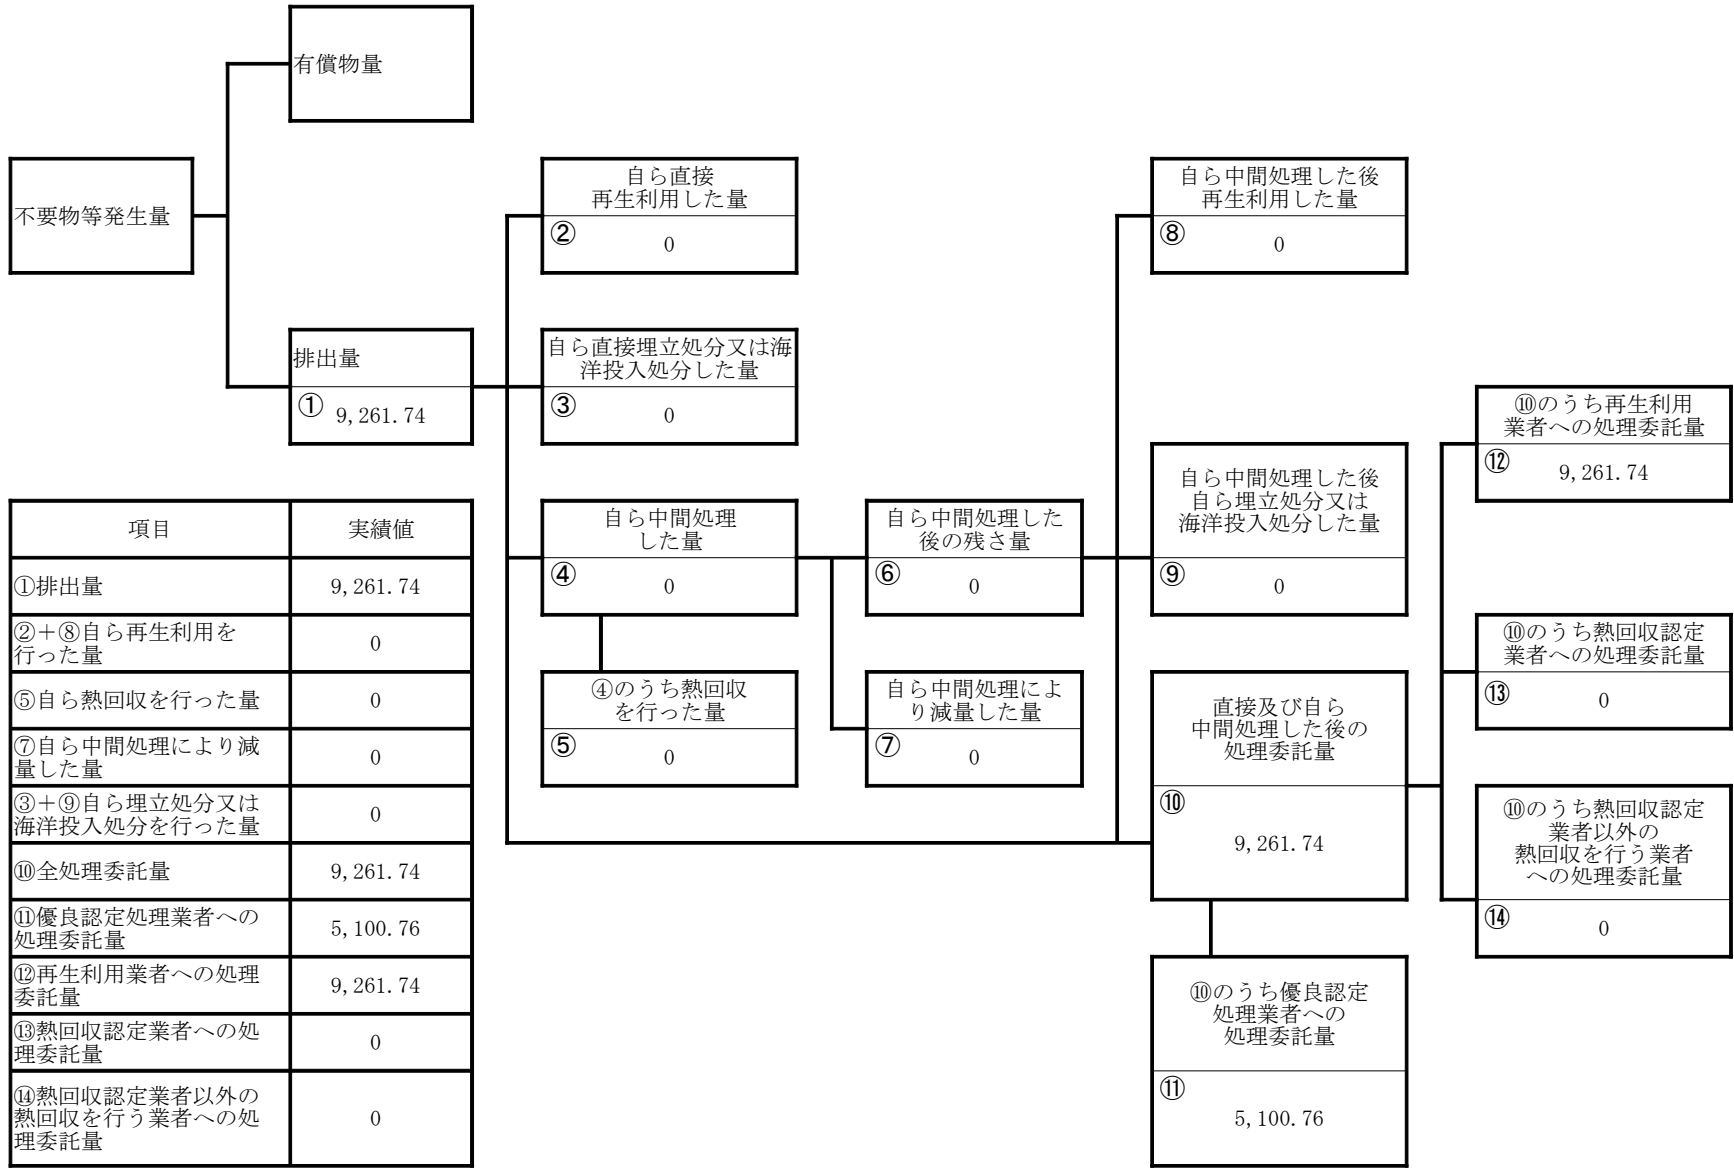 有償物量
不要物等発生量
自ら直接
再生利用した量
② 0
自ら中間処理した後
再生利用した量
⑧ 0
排出量
① 9,261.74
自ら直接埋立処分又は海
洋投入処分した量
③ 0
⑩のうち再生利用
業者への処理委託量
⑫ 9,261.74
自ら中間処理した後
自ら埋立処分又は
海洋投入処分した量
⑨ 0
自ら中間処理
した量
④ 0
自ら中間処理した
後の残さ量
⑥ 0
⑩のうち熱回収認定
業者への処理委託量
⑬ 0
④のうち熱回収
を行った量
⑤ 0
自ら中間処理によ
り減量した量
⑦ 0
直接及び自ら
中間処理した後の
処理委託量
⑩ 9,261.74
⑩のうち熱回収認定
業者以外の
熱回収を行う業者
への処理委託量
⑭ 0
⑩のうち優良認定
処理業者への
処理委託量
⑪ 5,100.76
項目 実績値
①排出量 9,261.74
②＋⑧自ら再生利用を
行った量 0
⑤自ら熱回収を行った量 0
⑦自ら中間処理により減
量した量 0
③＋⑨自ら埋立処分又は
海洋投入処分を行った量 0
⑩全処理委託量 9,261.74
⑪優良認定処理業者への
処理委託量 5,100.76
⑫再生利用業者への処理
委託量 9,261.74
⑬熱回収認定業者への処
理委託量 0
⑭熱回収認定業者以外の
熱回収を行う業者への処
理委託量 0